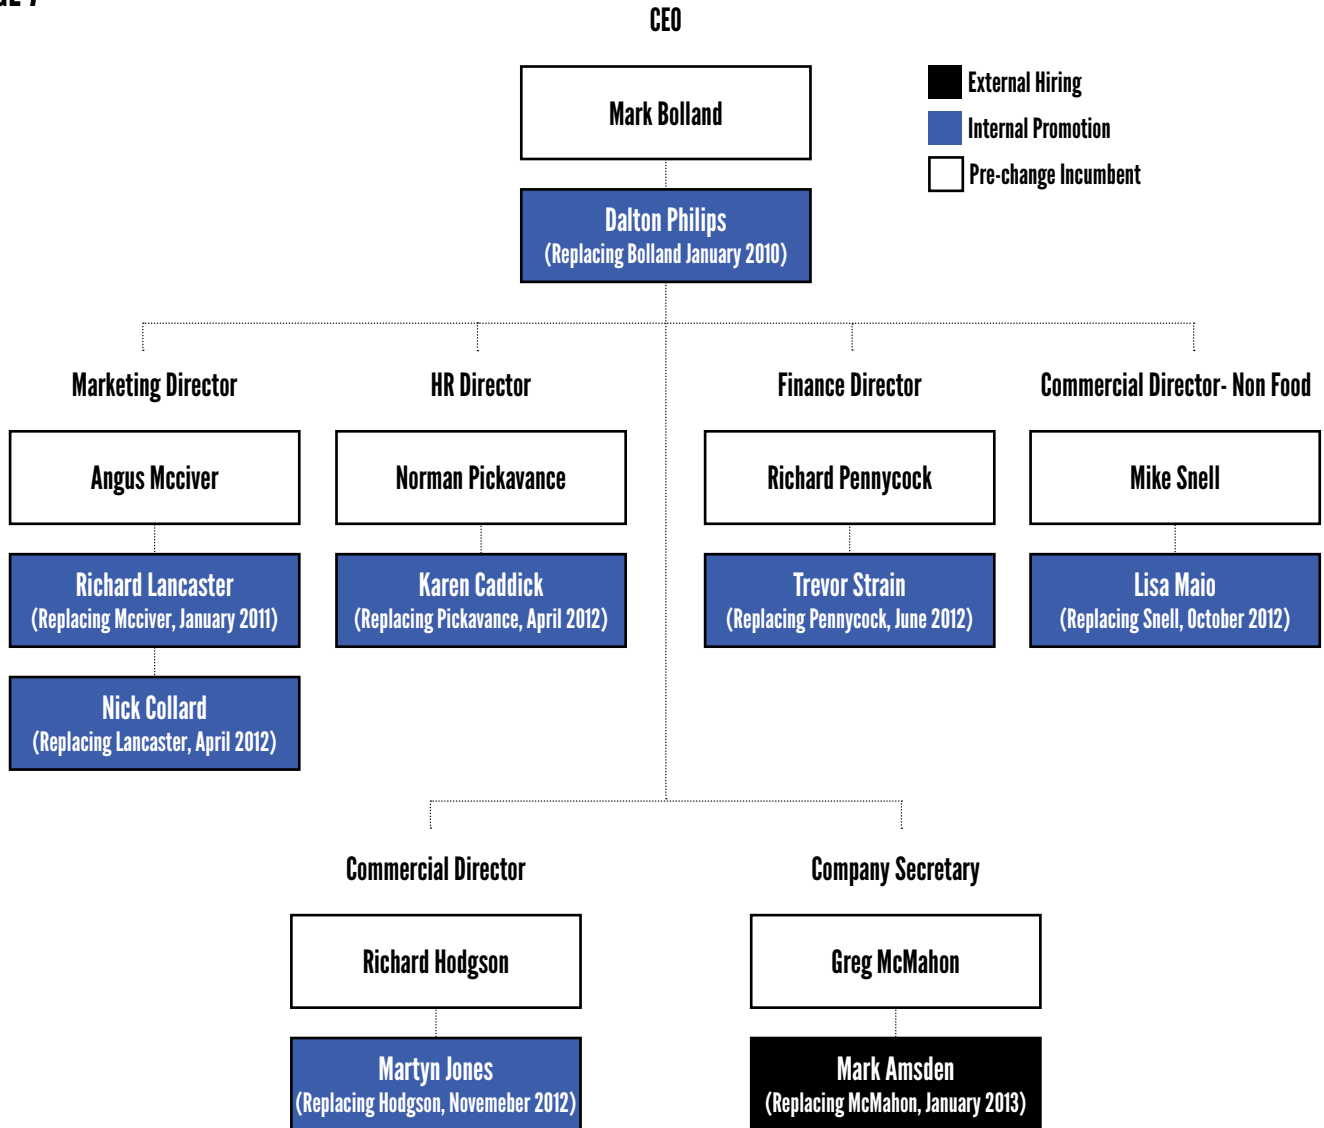 CEO
Mark Bolland
External Hiring
Internal Promotion
Pre-change Incumbent
Dalton Philips
(Replacing Bolland January 2010)
Marketing Director
HR Director
Finance Director
Commercial Director- Non Food
Angus Mcciver
Norman Pickavance
Richard Pennycock
Mike Snell
Richard Lancaster
(Replacing Mcciver, January 2011)
Karen Caddick
(Replacing Pickavance, April 2012)
Trevor Strain
(Replacing Pennycock, June 2012)
Lisa Maio
(Replacing Snell, October 2012)
Nick Collard
(Replacing Lancaster, April 2012)
Commercial Director
Company Secretary
Richard Hodgson
Greg McMahon
Martyn Jones
(Replacing Hodgson, Novemeber 2012)
Mark Amsden
(Replacing McMahon, January 2013)